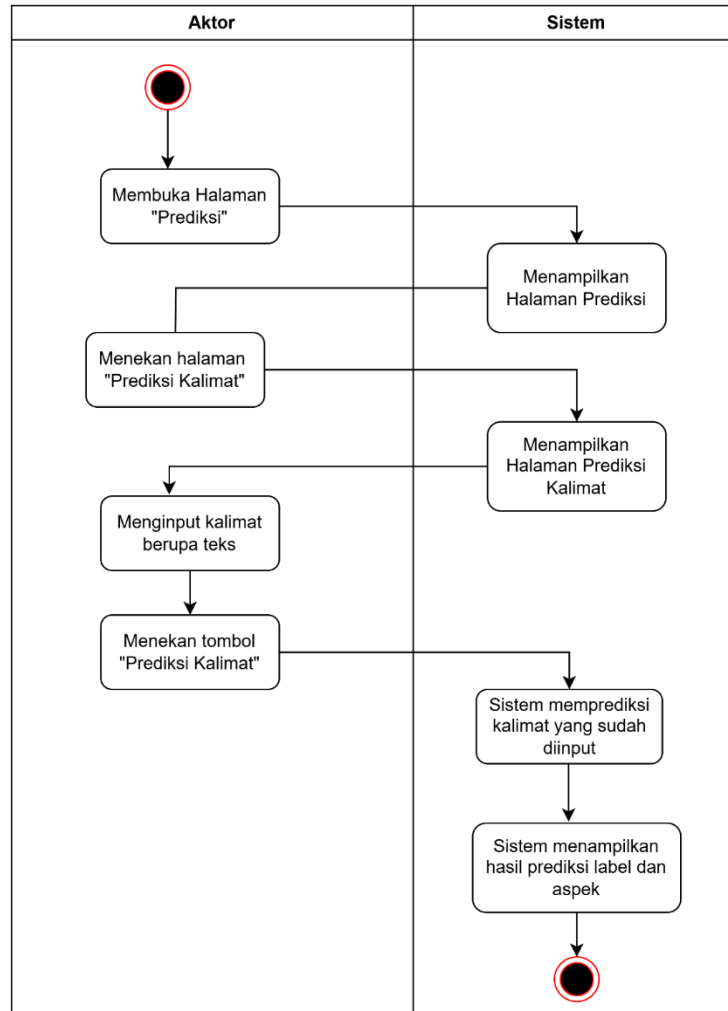 Aktor
Sistem
Membuka Halaman
"Prediksi"
Menampilkan
Halaman Prediksi
Menekan halaman
"Prediksi Kalimat"
Menampilkan
Halaman Prediksi
Kalimat
Menginput kalimat
berupa teks
Menekan tombol
"Prediksi Kalimat"
Sistem memprediksi
kalimat yang sudah
diinput
Sistem menampilkan
hasil prediksi label dan
aspek